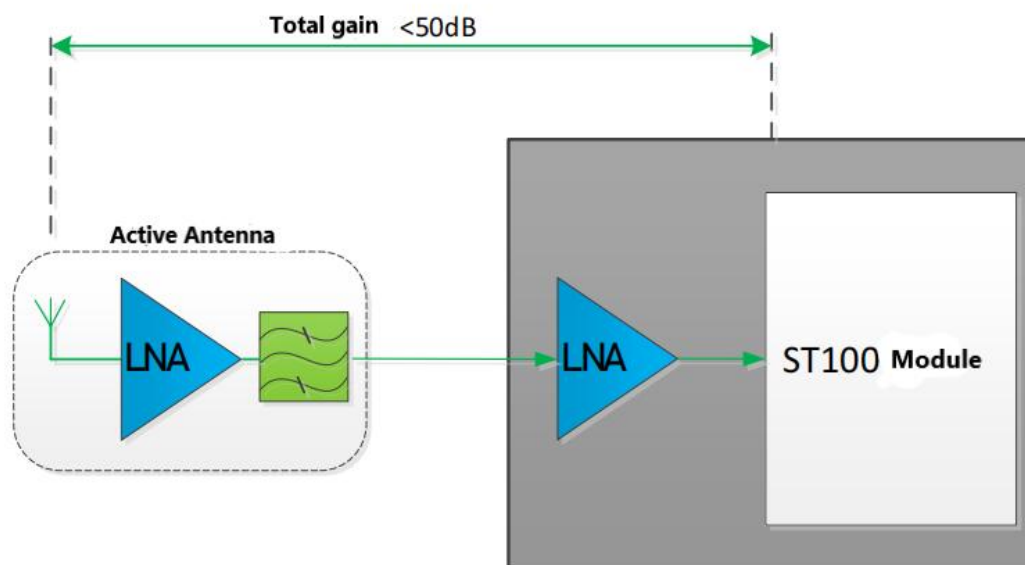 Total gain <50dB
Active Antenna
LNA
LNA
ST100 Module